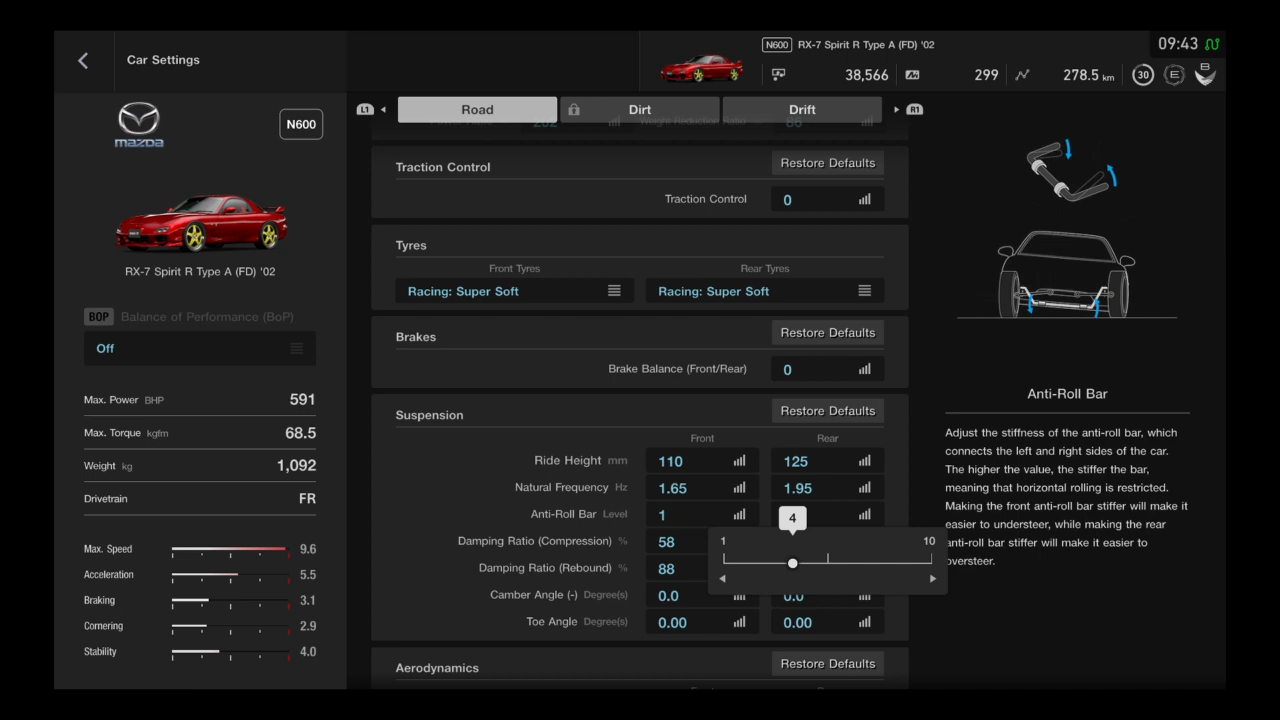 Car Settings
N600 RX-7 Spirit R Type A (FD) '02
09:43
38,566
299
278.5 km
30
E
B
mazda
N600
L1
Road
Dirt
Drift
R1
Power Ratio 202 Weight Reduction Ratio 86
RX-7 Spirit R Type A (FD) '02
BOP Balance of Performance (BoP)
Off
Max. Power BHP 591
Max. Torque kgfm 68.5
Weight kg 1,092
Drivetrain FR
Max. Speed 9.6
Acceleration 5.5
Braking 3.1
Cornering 2.9
Stability 4.0
Traction Control
Restore Defaults
Traction Control 0
Tyres
Front Tyres
Rear Tyres
Racing: Super Soft
Racing: Super Soft
Brakes
Restore Defaults
Brake Balance (Front/Rear) 0
Suspension
Restore Defaults
Front Rear
Ride Height mm 110 125
Natural Frequency Hz 1.65 1.95
Anti-Roll Bar Level 1 4
Damping Ratio (Compression) % 58
1 10
Damping Ratio (Rebound) % 88
Camber Angle (-) Degree(s) 0.0 0.0
Toe Angle Degree(s) 0.00 0.00
Aerodynamics
Restore Defaults
Anti-Roll Bar
Adjust the stiffness of the anti-roll bar, which
connects the left and right sides of the car.
The higher the value, the stiffer the bar,
meaning that horizontal rolling is restricted.
Making the front anti-roll bar stiffer will make it
easier to understeer, while making the rear
anti-roll bar stiffer will make it easier to
oversteer.